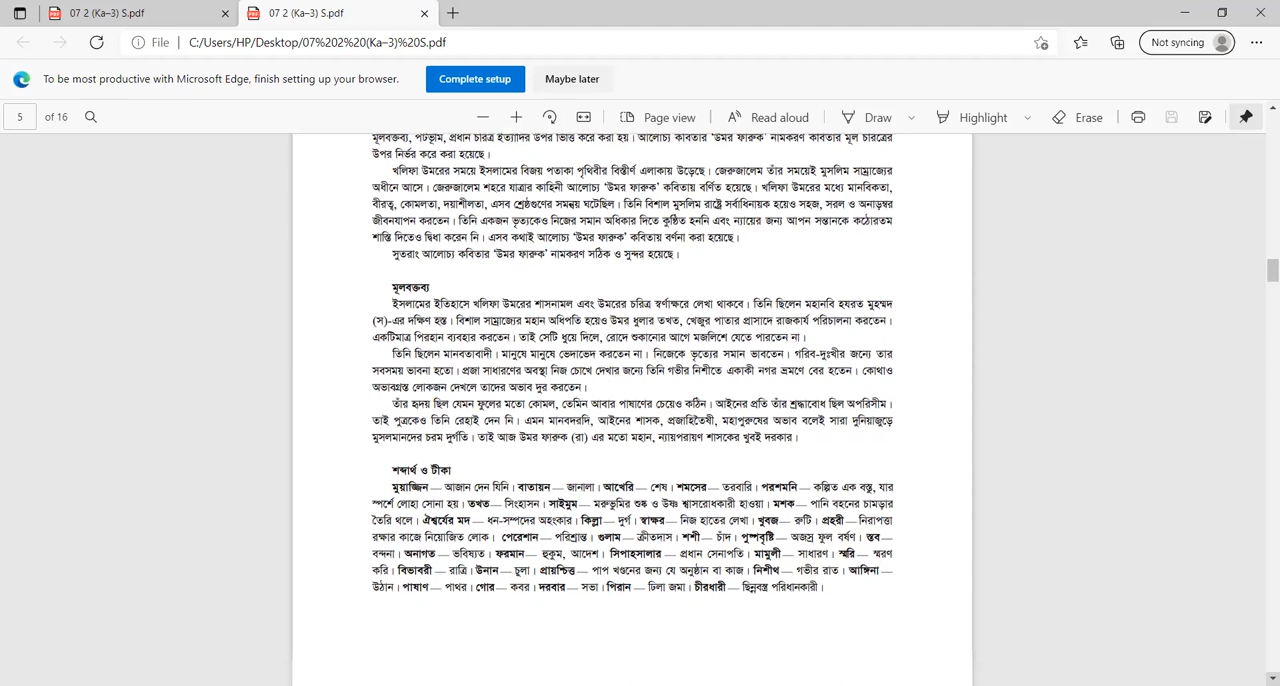 07 2 (Ka–3) S.pdf
07 2 (Ka–3) S.pdf
File
C:/Users/HP/Desktop/07%202%20(Ka–3)%20S.pdf
Not syncing
To be most productive with Microsoft Edge, finish setting up your browser.
Complete setup
Maybe later
5 of 16
Page view
Read aloud
Draw
Highlight
Erase
মূলবক্তব্য, পটভূমি, প্রধান চরিত্র ইত্যাদির উপর ভিত্তি করে করা হয়। আলোচ্য কবিতার ‘উমর ফারুক’ নামকরণ কবিতার মূল চরিত্রের
উপর নির্ভর করে করা হয়েছে।
খলিফা উমরের সময়ে ইসলামের বিজয় পতাকা পৃথিবীর বিস্তীর্ণ এলাকায় উড়েছে। জেরুজালেম তাঁর সময়েই মুসলিম সাম্রাজ্যের
অধীনে আসে। জেরুজালেম শহরে যাত্রার কাহিনী আলোচ্য ‘উমর ফারুক’ কবিতায় বর্ণিত হয়েছে। খলিফা উমরের মধ্যে মানবিকতা,
বীরত্ব, কোমলতা, দয়াশীলতা, এসব শ্রেষ্ঠগুণের সমন্বয় ঘটেছিল। তিনি বিশাল মুসলিম রাষ্ট্রে সর্বাধিনায়ক হয়েও সহজ, সরল ও অনাড়ম্বর
জীবনযাপন করতেন। তিনি একজন ভৃত্যকেও নিজের সমান অধিকার দিতে কুণ্ঠিত হননি এবং ন্যায়ের জন্য আপন সন্তানকে কঠোরতম
শাস্তি দিতেও দ্বিধা করেন নি। এসব কথাই আলোচ্য ‘উমর ফারুক’ কবিতায় বর্ণনা করা হয়েছে।
সুতরাং আলোচ্য কবিতার ‘উমর ফারুক’ নামকরণ সঠিক ও সুন্দর হয়েছে।
মূলবক্তব্য
ইসলামের ইতিহাসে খলিফা উমরের শাসনামল এবং উমরের চরিত্র স্বর্ণাক্ষরে লেখা থাকবে। তিনি ছিলেন মহানবি হযরত মুহম্মদ
(স)-এর দক্ষিণ হস্ত। বিশাল সাম্রাজ্যের মহান অধিপতি হয়েও উমর ধুলার তখত, খেজুর পাতার প্রাসাদে রাজকার্য পরিচালনা করতেন।
একটিমাত্র পিরহান ব্যবহার করতেন। তাই সেটি ধুয়ে দিলে, রোদে শুকানোর আগে মজলিশে যেতে পারতেন না।
তিনি ছিলেন মানবতাবাদী। মানুষে মানুষে ভেদাভেদ করতেন না। নিজেকে ভৃত্যের সমান ভাবতেন। গরিব-দুঃখীর জন্যে তার
সবসময় ভাবনা হতো। প্রজা সাধারণের অবস্থা নিজ চোখে দেখার জন্যে তিনি গভীর নিশীতে একাকী নগর ভ্রমণে বের হতেন। কোথাও
অভাবগ্রস্ত লোকজন দেখলে তাদের অভাব দুর করতেন।
তাঁর হৃদয় ছিল যেমন ফুলের মতো কোমল, তেমিন আবার পাষাণের চেয়েও কঠিন। আইনের প্রতি তাঁর শ্রদ্ধাবোধ ছিল অপরিসীম।
তাই পুত্রকেও তিনি রেহাই দেন নি। এমন মানবদরদি, আইনের শাসক, প্রজাহিতৈষী, মহাপুরুষের অভাব বলেই সারা দুনিয়াজুড়ে
মুসলমানদের চরম দুর্গতি। তাই আজ উমর ফারুক (রা) এর মতো মহান, ন্যায়পরায়ণ শাসকের খুবই দরকার।
শব্দার্থ ও টীকা
মুয়াজ্জিন — আজান দেন যিনি। বাতায়ন — জানালা। আখেরি — শেষ। শমসের — তরবারি। পরশমনি — কল্পিত এক বস্তু, যার
স্পর্শে লোহা সোনা হয়। তখত — সিংহাসন। সাইমুম — মরুভূমির শুষ্ক ও উষ্ণ শ্বাসরোধকারী হাওয়া। মশক — পানি বহনের চামড়ার
তৈরি থলে। ঐশ্বর্যের মদ — ধন-সম্পদের অহংকার। কিল্লা — দুর্গ। স্বাক্ষর — নিজ হাতের লেখা। খুবজ — রুটি। প্রহরী — নিরাপত্তা
রক্ষার কাজে নিয়োজিত লোক। পেরেশান — পরিশ্রান্ত। গুলাম — ক্রীতদাস। শশী — চাঁদ। পুষ্পবৃষ্টি — অজস্র ফুল বর্ষণ। স্তব —
বন্দনা। অনাগত — ভবিষ্যত। ফরমান — হুকুম, আদেশ। সিপাহসালার — প্রধান সেনাপতি। মামুলী — সাধারণ। স্মরি — স্মরণ
করি। বিভাবরী — রাত্রি। উনান — চুলা। প্রায়শ্চিত্ত — পাপ খণ্ডনের জন্য যে অনুষ্ঠান বা কাজ। নিশীথ — গভীর রাত। আঙ্গিনা —
উঠান। পাষাণ — পাথর। গোর — কবর। দরবার — সভা। পিরান — ঢিলা জমা। চীরধারী — ছিন্নবস্ত্র পরিধানকারী।